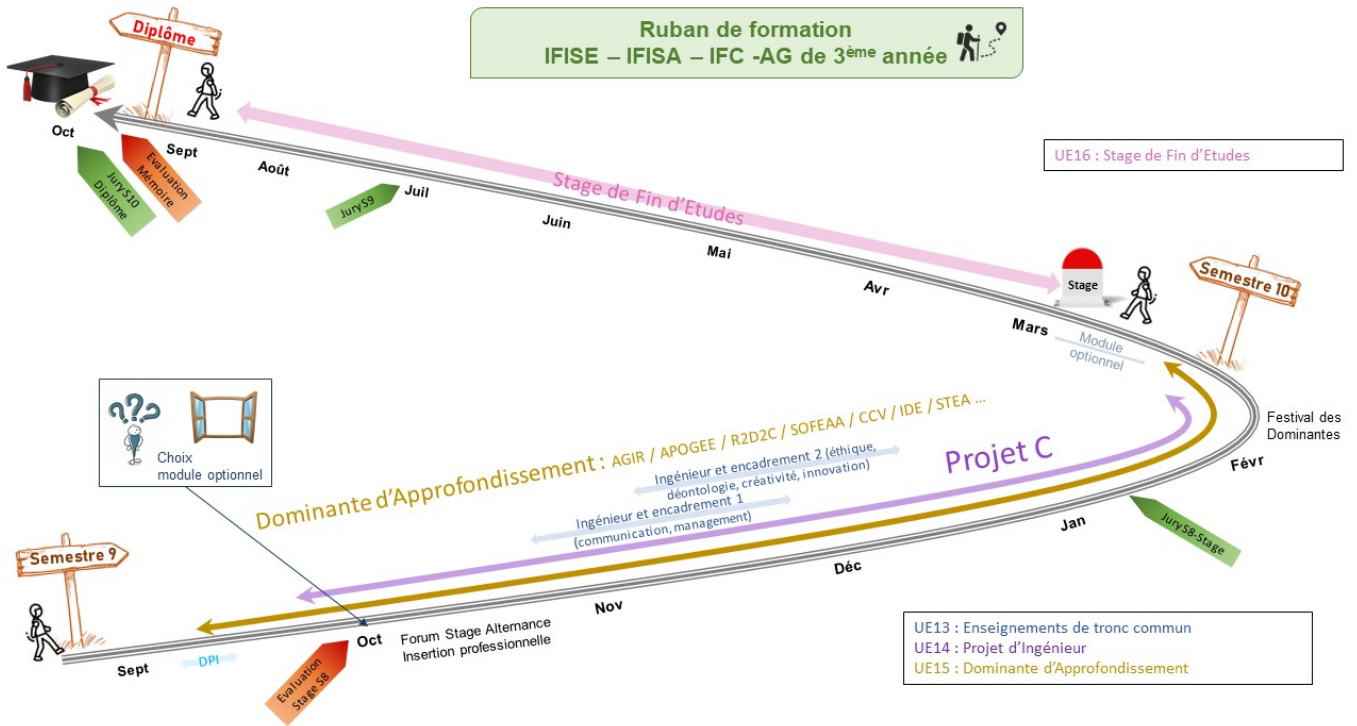 Ruban de formation
IFISE – IFISA – IFC -AG de 3ème année
Diplôme
Oct
Sept
Août
Juil
Juin
Mai
Avr
Mars
Jury S10
Diplôme
Evaluation
Mémoire
Jury S9
Stage de Fin d'Etudes
UE16 : Stage de Fin d'Etudes
Stage
Semestre 10
Module
optionnel
Festival des
Dominantes
Févr
Choix
module optionnel
Dominante d'Approfondissement : AGIR / APOGEE / R2D2C / SOFEAA / CCV / IDE / STEA ...
Ingénieur et encadrement 2 (éthique,
déontologie, créativité, innovation)
Ingénieur et encadrement 1
(communication, management)
Projet C
Jan
Jury S8-Stage
Déc
Nov
Semestre 9
Sept
DPI
Oct
Evaluation
Stage S8
Forum Stage Alternance
Insertion professionnelle
UE13 : Enseignements de tronc commun
UE14 : Projet d'Ingénieur
UE15 : Dominante d'Approfondissement